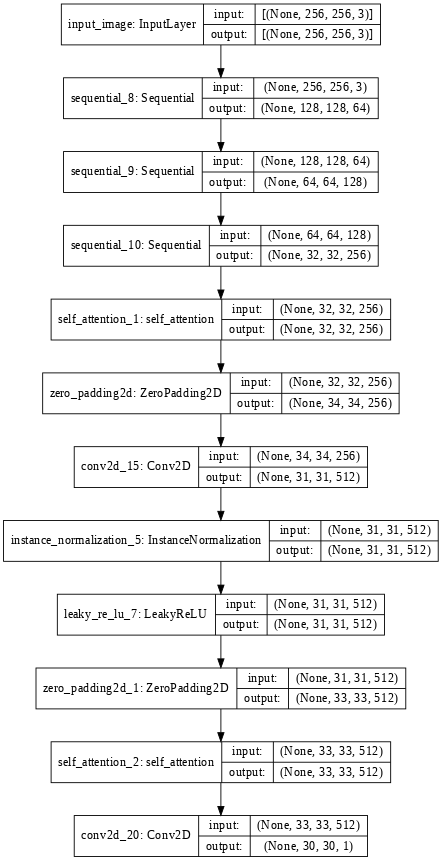 input_image: InputLayer input: [(None, 256, 256, 3)]
output: [(None, 256, 256, 3)]
sequential_8: Sequential input: (None, 256, 256, 3)
output: (None, 128, 128, 64)
sequential_9: Sequential input: (None, 128, 128, 64)
output: (None, 64, 64, 128)
sequential_10: Sequential input: (None, 64, 64, 128)
output: (None, 32, 32, 256)
self_attention_1: self_attention input: (None, 32, 32, 256)
output: (None, 32, 32, 256)
zero_padding2d: ZeroPadding2D input: (None, 32, 32, 256)
output: (None, 34, 34, 256)
conv2d_15: Conv2D input: (None, 34, 34, 256)
output: (None, 31, 31, 512)
instance_normalization_5: InstanceNormalization input: (None, 31, 31, 512)
output: (None, 31, 31, 512)
leaky_re_lu_7: LeakyReLU input: (None, 31, 31, 512)
output: (None, 31, 31, 512)
zero_padding2d_1: ZeroPadding2D input: (None, 31, 31, 512)
output: (None, 33, 33, 512)
self_attention_2: self_attention input: (None, 33, 33, 512)
output: (None, 33, 33, 512)
conv2d_20: Conv2D input: (None, 33, 33, 512)
output: (None, 30, 30, 1)